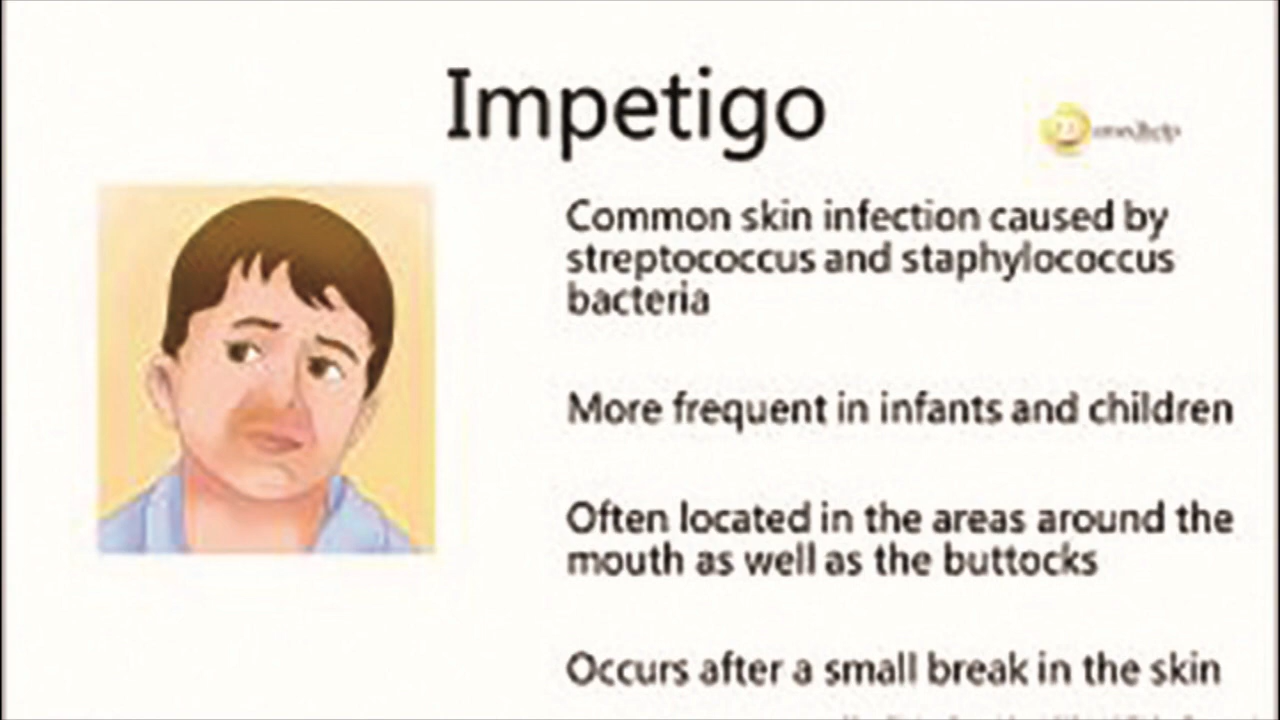 Impetigo
Common skin infection caused by
streptococcus and staphylococcus
bacteria
More frequent in infants and children
Often located in the areas around the
mouth as well as the buttocks
Occurs after a small break in the skin